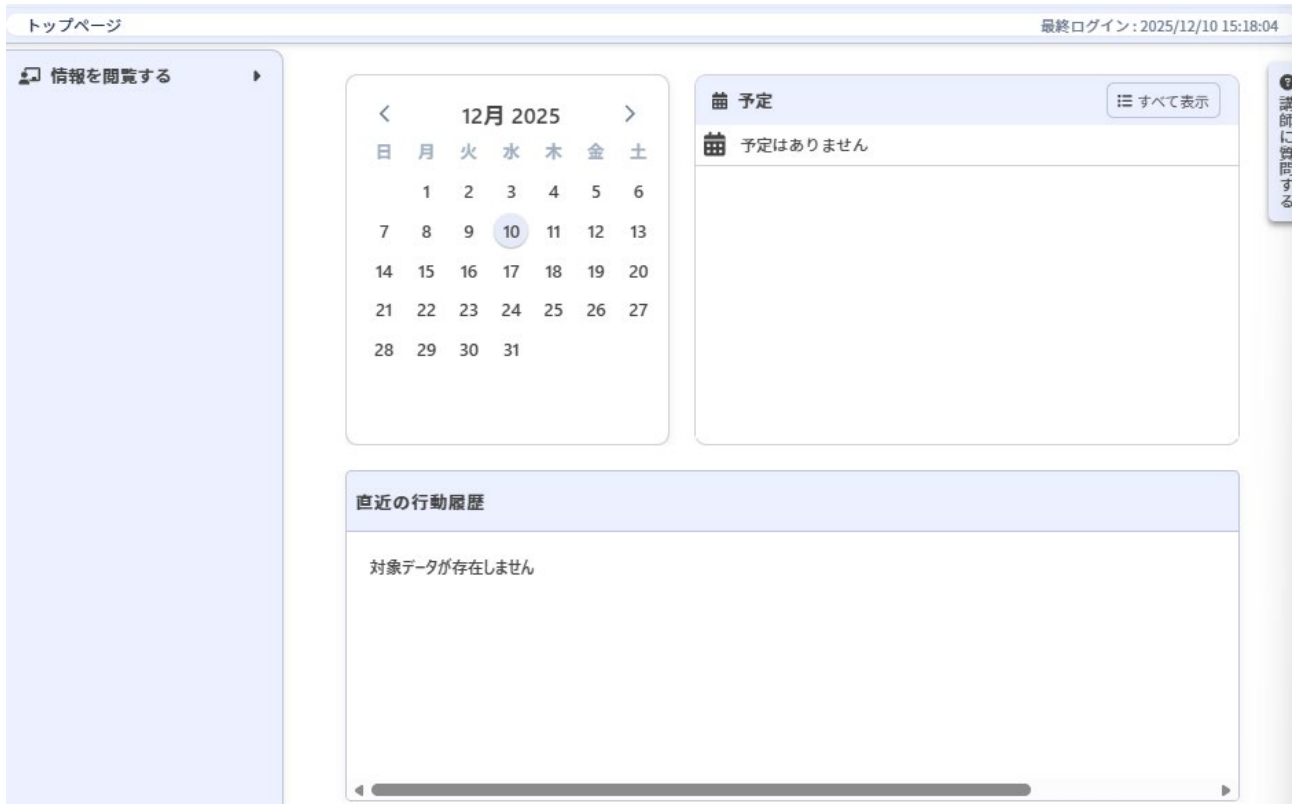 トップページ
最終ログイン : 2025/12/10 15:18:04
情報を閲覧する
12月 2025
日 月 火 水 木 金 土
1 2 3 4 5 6
7 8 9 10 11 12 13
14 15 16 17 18 19 20
21 22 23 24 25 26 27
28 29 30 31
予定
すべて表示
予定はありません
講師に質問する
直近の行動履歴
対象データが存在しません